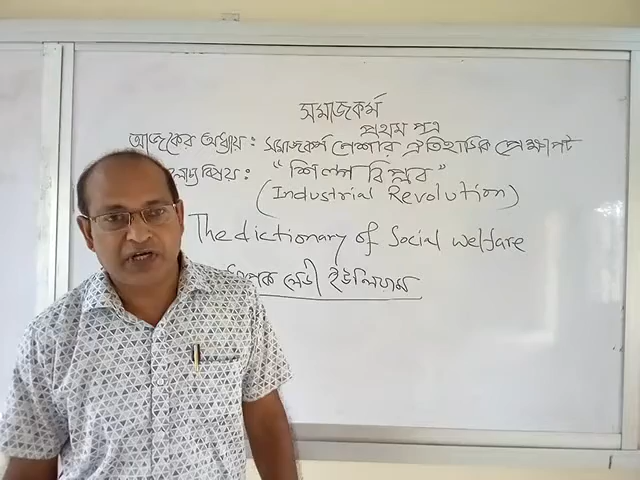 সমাজকর্ম
প্রথম পত্র
আজকের অধ্যায় : সমাজকর্ম পেশার ঐতিহাসিক প্রেক্ষাপট
বিষয় : "শিল্প বিপ্লব"
(Industrial Revolution)
The dictionary of Social welfare
লেডী ইউলিয়াম